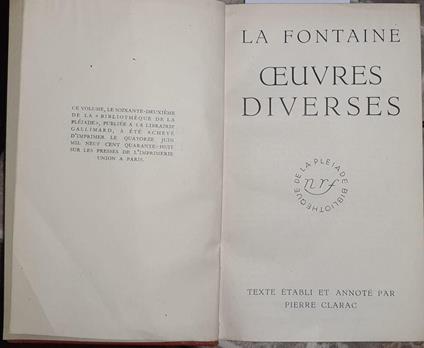 CE VOLUME, LE SOIXANTE-DEUXIÈME
DE LA «BIBLIOTHÈQUE DE LA
PLÉIADE», PUBLIÉE A LA LIBRAIRIE
GALLIMARD, A ÉTÉ ACHEVÉ
D'IMPRIMER LE QUATORZE JUIN
MIL NEUF CENT QUARANTE-HUIT
SUR LES PRESSES DE L'IMPRIMERIE
UNION A PARIS.
LA FONTAINE
ŒUVRES
DIVERSES
BIBLIOTHÈQUE DE LA PLEIADE
nrf
TEXTE ÉTABLI ET ANNOTÉ PAR
PIERRE CLARAC